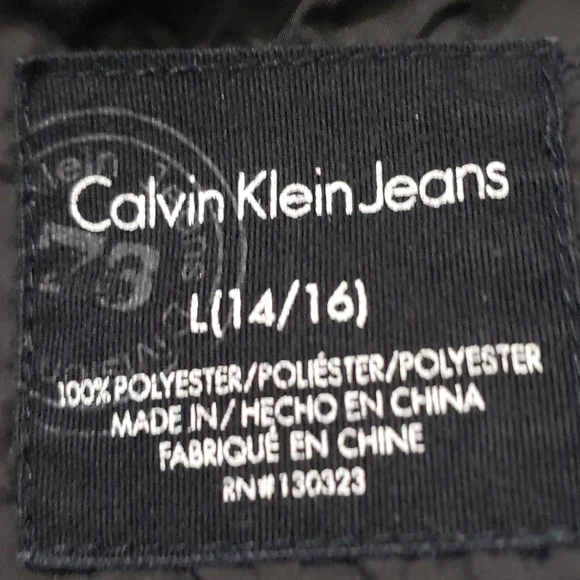 Calvin Klein Jeans
L(14/16)
100% POLYESTER/POLIÉSTER/POLYESTER
MADE IN/HECHO EN CHINA
FABRIQUÉ EN CHINE
RN#130323